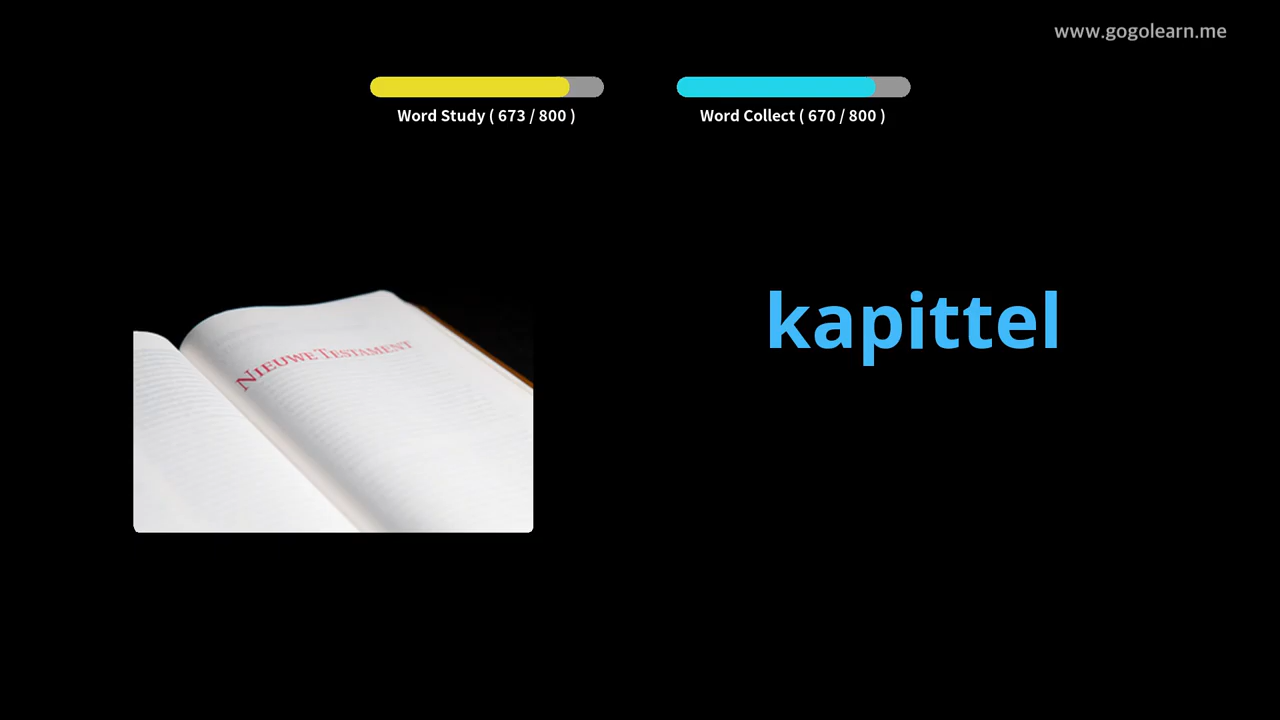 www.gogolearn.me
Word Study ( 673 / 800 )
Word Collect ( 670 / 800 )
NIEUWE TESTAMENT
kapittel